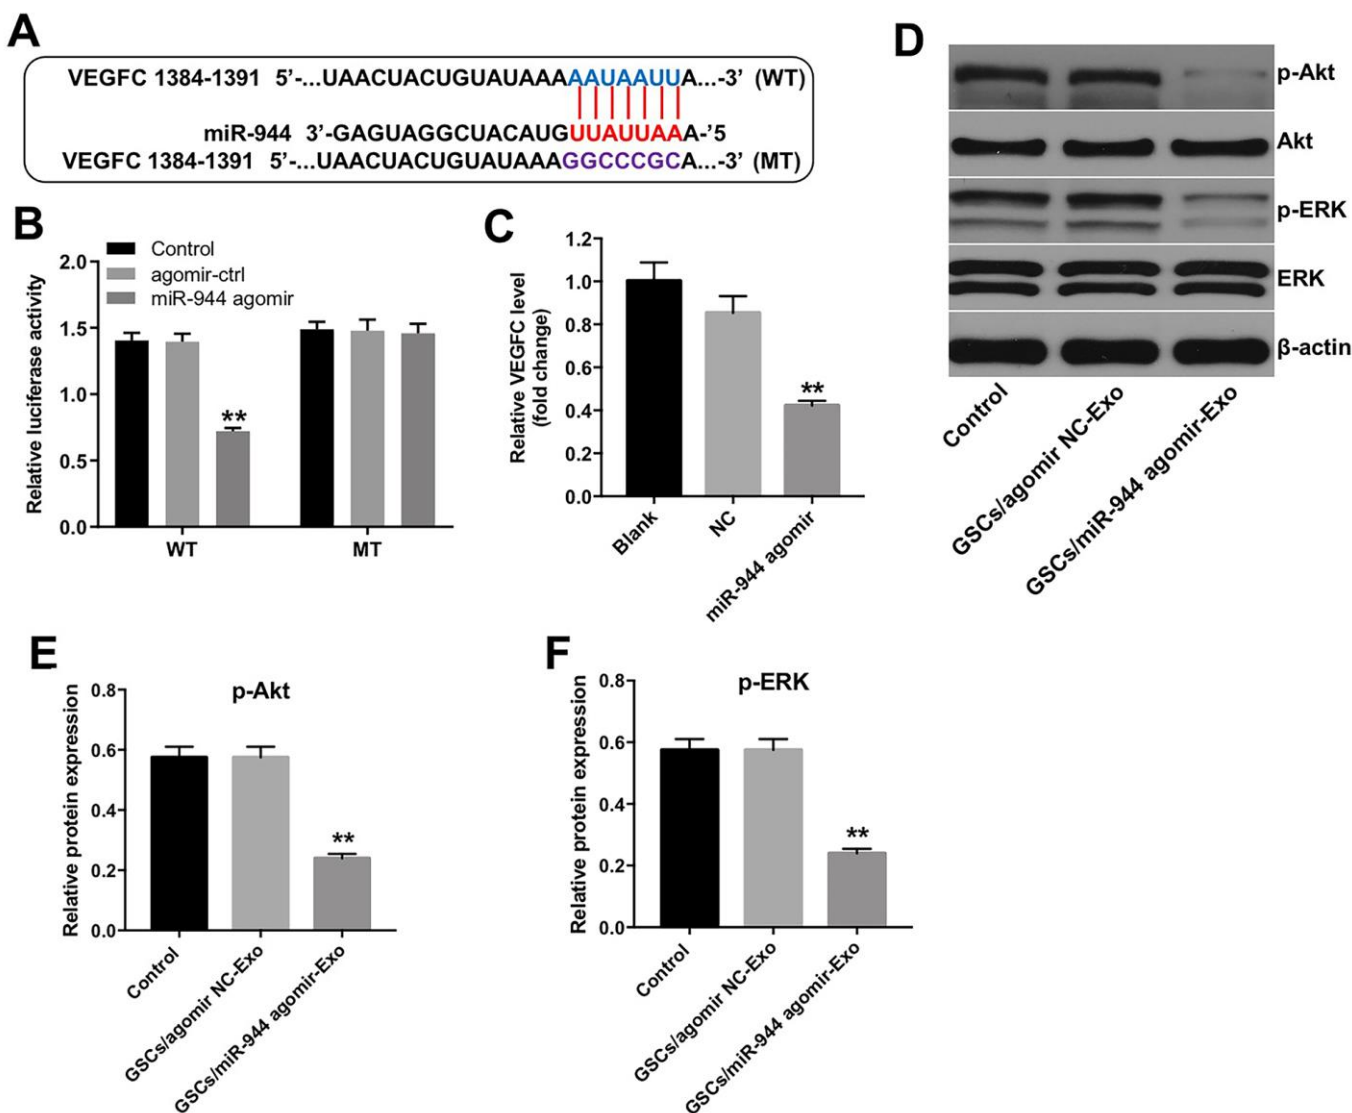 A
VEGFC 1384-1391 5’-...UAACUACUGUAUAAAAAUAAUUA...-3’ (WT)
miR-944 3’-GAGUAGGCUACAUGUUAUUAAA-’5
VEGFC 1384-1391 5’-...UAACUACUGUAUAAAGGCCCGCA...-3’ (MT)
B
Control
agomir-ctrl
miR-944 agomir
Relative luciferase activity
2.0
1.5
1.0
0.5
0.0
**
WT
MT
C
Relative VEGFC level
(fold change)
1.2
1.0
0.8
0.6
0.4
0.2
0.0
**
Blank
NC
miR-944 agomir
D
p-Akt
Akt
p-ERK
ERK
β-actin
Control
GSCs/agomir NC-Exo
GSCs/miR-944 agomir-Exo
E
p-Akt
Relative protein expression
0.8
0.6
0.4
0.2
0.0
**
Control
GSCs/agomir NC-Exo
GSCs/miR-944 agomir-Exo
F
p-ERK
Relative protein expression
0.8
0.6
0.4
0.2
0.0
**
Control
GSCs/agomir NC-Exo
GSCs/miR-944 agomir-Exo